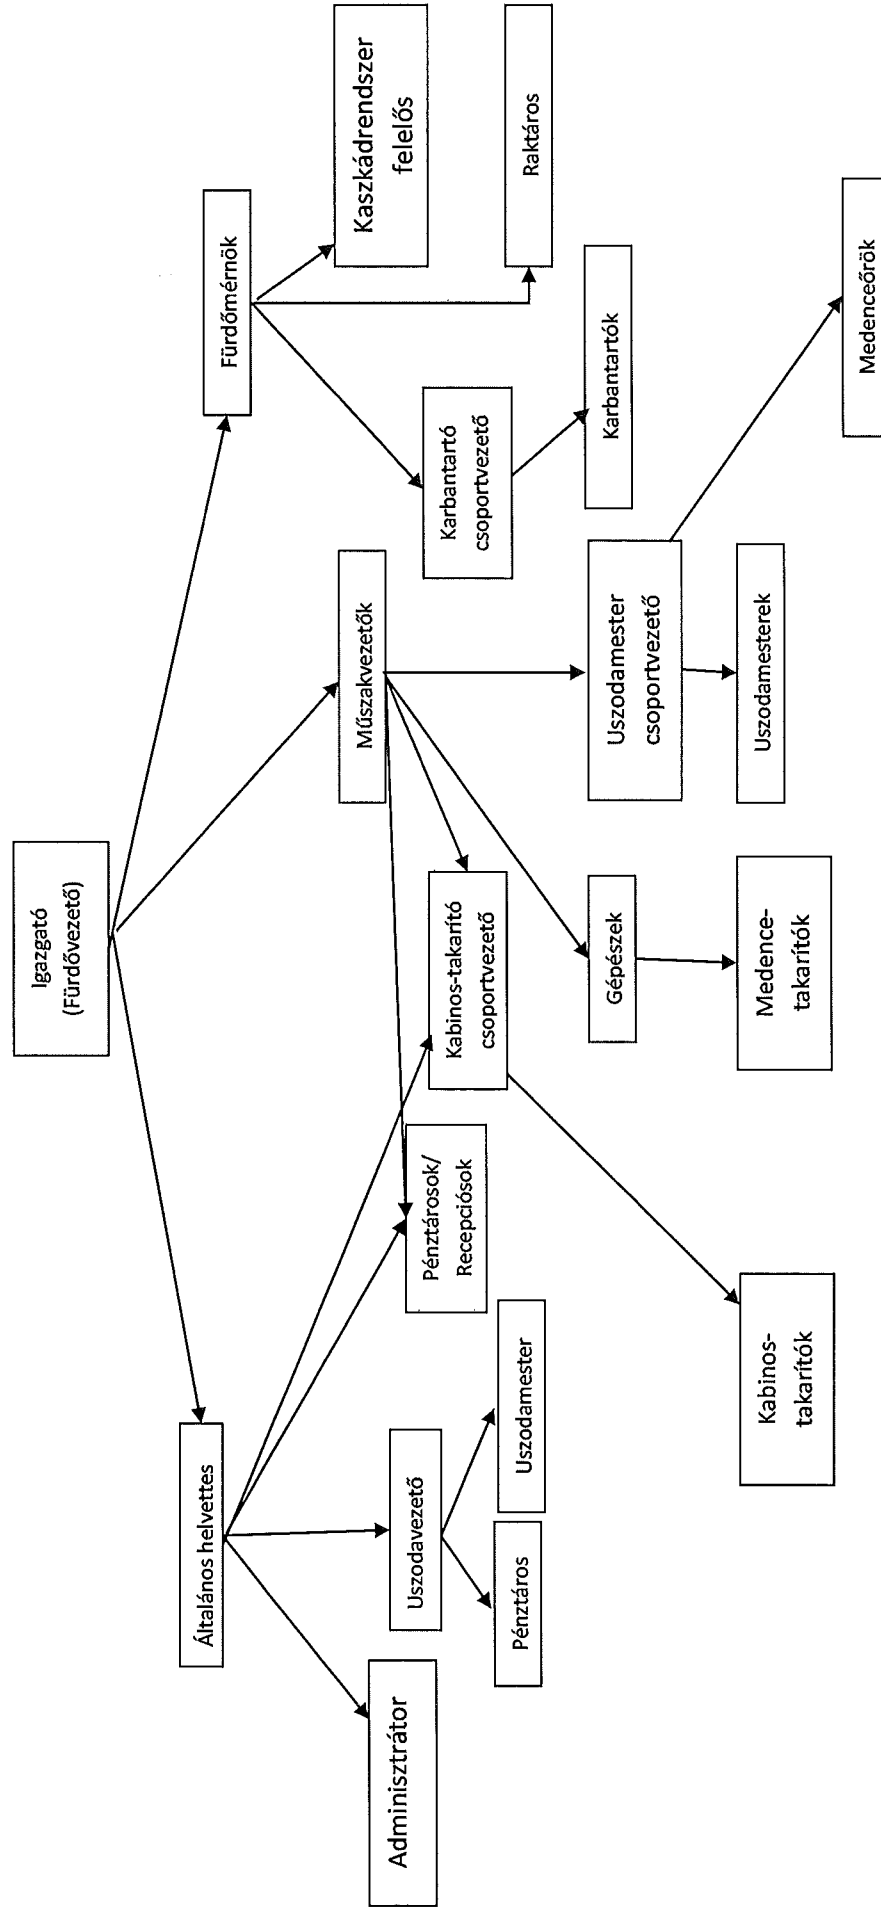 Igazgató
(Fürdővezető)
Általános helvettes
Műszakvezetők
Fürdőmérnök
Adminisztrátor
Uszodavezető
Pénztárosok/
Recepciósok
Kabinos-takarító
csoportvezető
Karbantartó
csoportvezető
Kaszkádrendszer
felelős
Pénztáros
Uszodamester
Gépészek
Uszodamester
csoportvezető
Karbantartók
Raktáros
Kabinos-
takarítók
Medence-
takarítók
Uszodamesterek
Medenceőrök